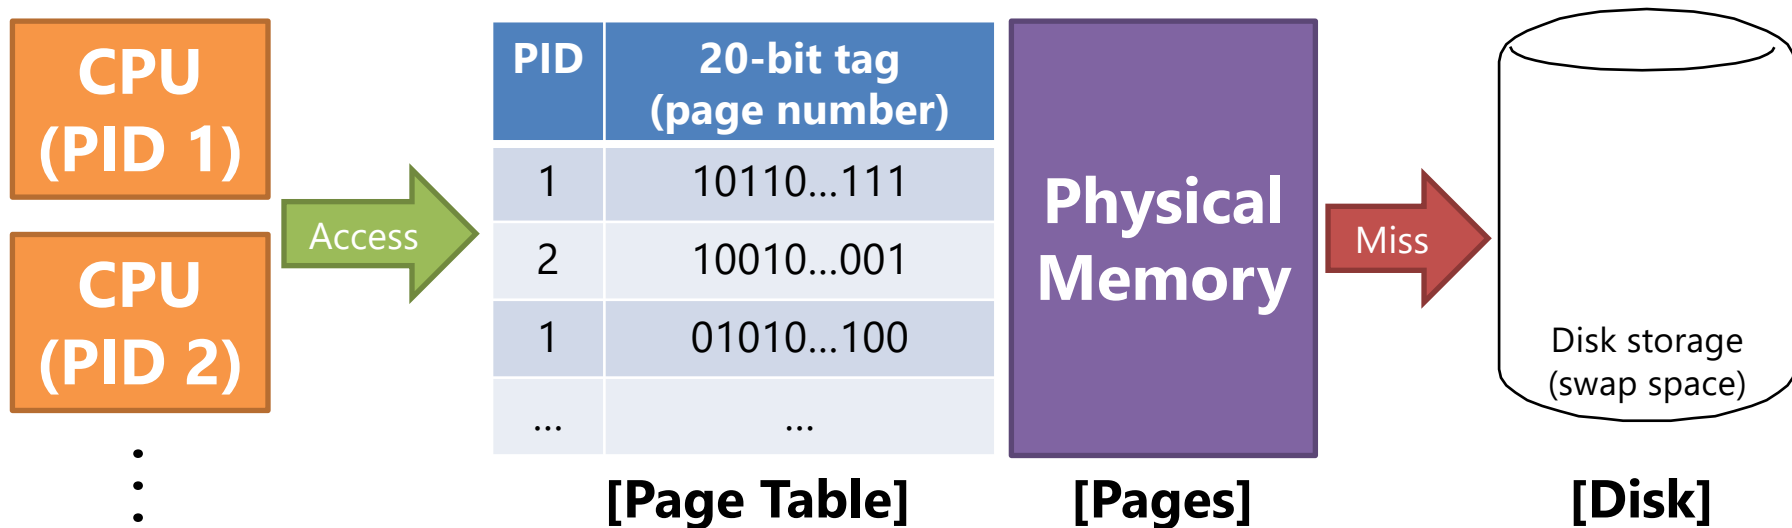 CPU
(PID 1)
CPU
(PID 2)
Access
PID
20-bit tag
(page number)
1
10110...111
2
10010...001
1
01010...100
...
...
[Page Table]
Physical
Memory
[Pages]
Miss
Disk storage
(swap space)
[Disk]